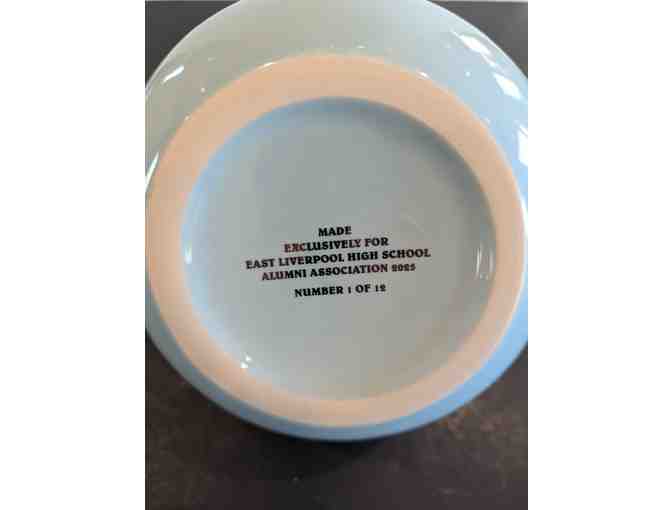 MADE
EXCLUSIVELY FOR
EAST LIVERPOOL HIGH SCHOOL
ALUMNI ASSOCIATION 2025
NUMBER 1 OF 12